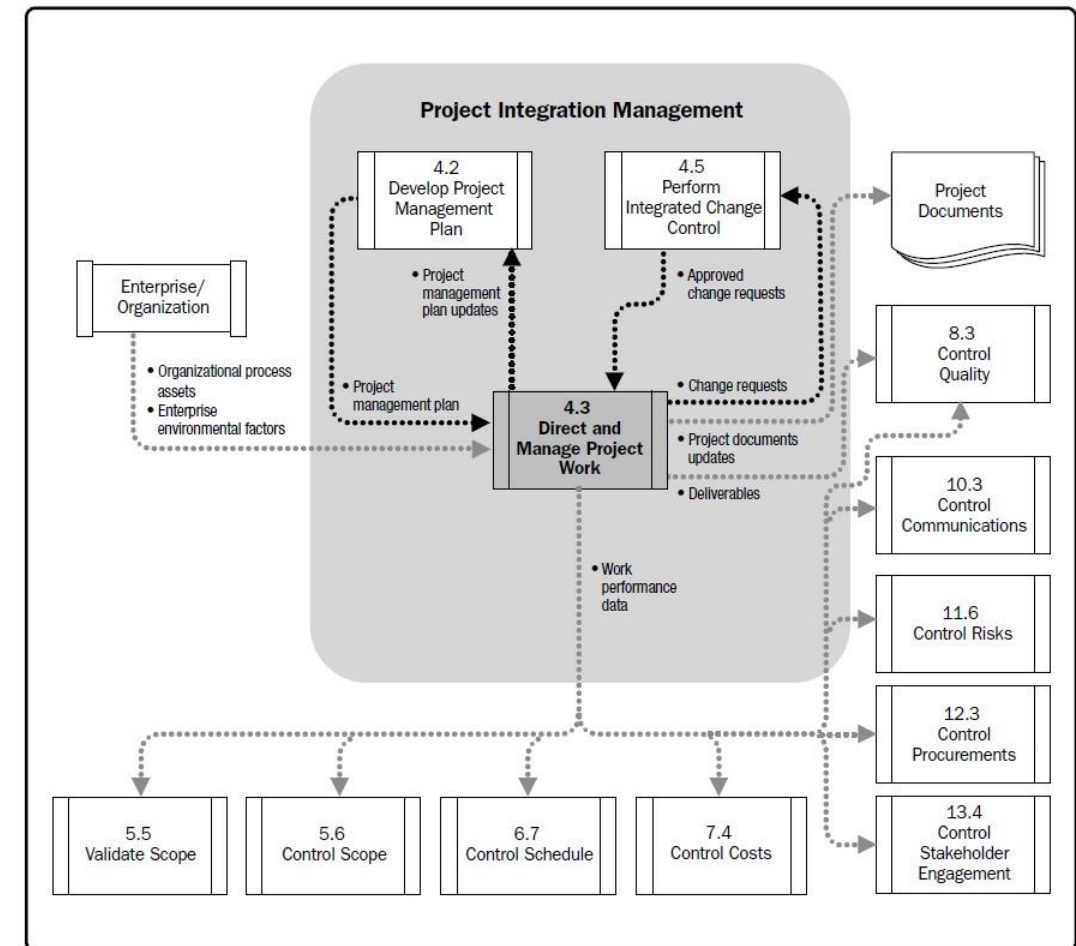 Project Integration Management
4.2
Develop Project
Management
Plan
4.5
Perform
Integrated Change
Control
Project
Documents
Enterprise/
Organization
• Project
management
plan updates
• Approved
change requests
8.3
Control
Quality
• Organizational process
assets
• Enterprise
environmental factors
• Project
management plan
4.3
Direct and
Manage Project
Work
• Change requests
• Project documents
updates
• Deliverables
10.3
Control
Communications
• Work
performance
data
11.6
Control Risks
12.3
Control
Procurements
5.5
Validate Scope
5.6
Control Scope
6.7
Control Schedule
7.4
Control Costs
13.4
Control
Stakeholder
Engagement